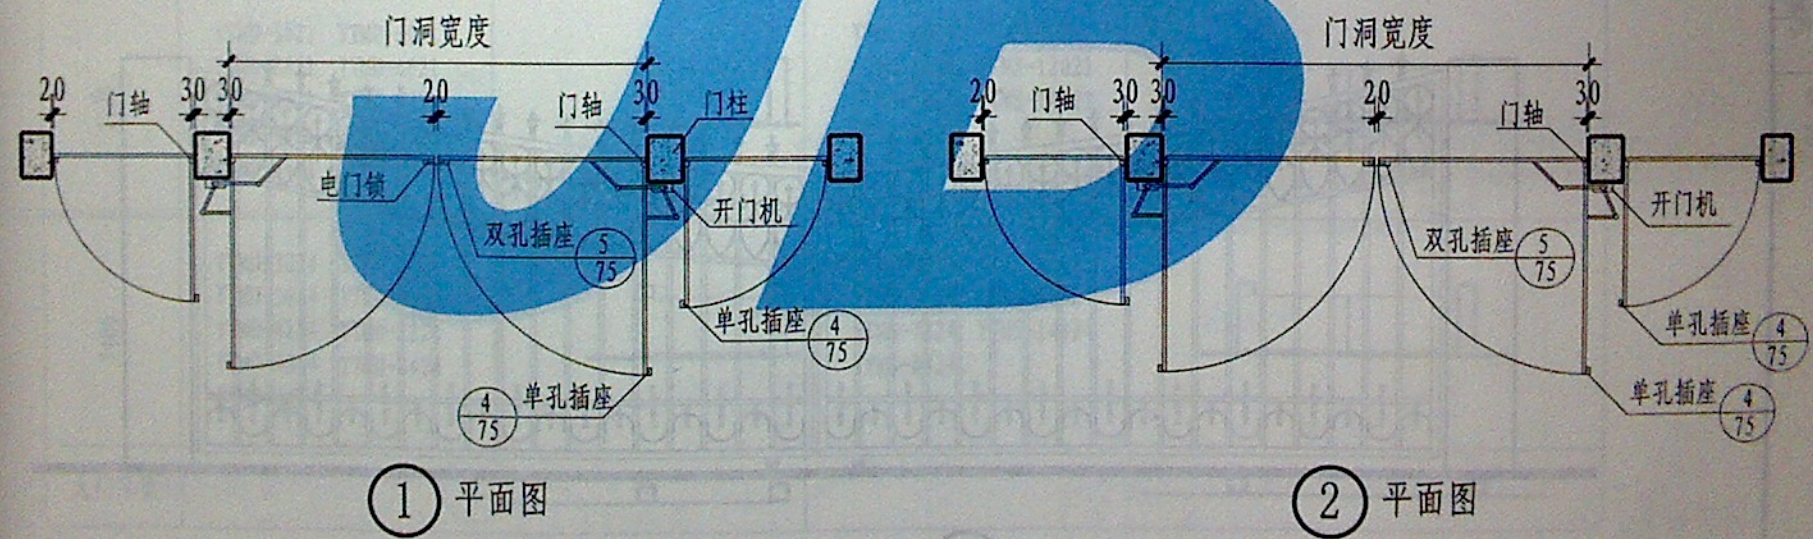 门洞宽度
门洞宽度
20
门轴
30
30
20
门轴
30
门柱
20
门轴
30
30
20
门轴
30
电门锁
开门机
开门机
双孔插座 5/75
双孔插座 5/75
单孔插座 4/75
单孔插座 4/75
4/75 单孔插座
单孔插座 4/75
1 平面图
2 平面图
JD